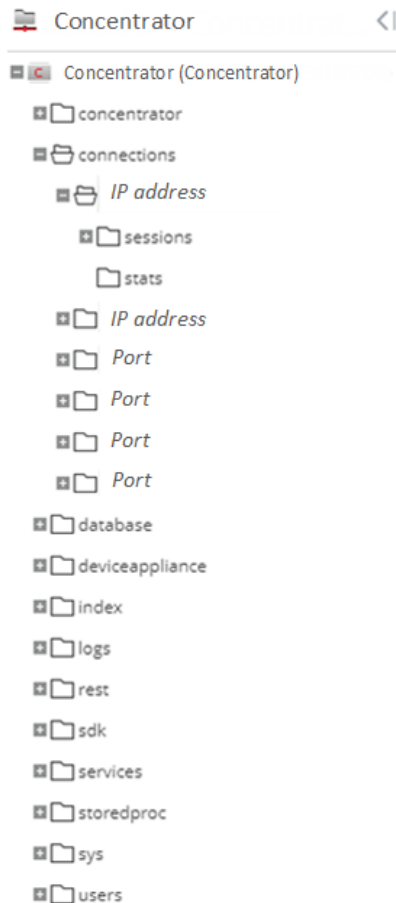 Concentrator
C Concentrator (Concentrator)
concentrator
connections
IP address
sessions
stats
IP address
Port
Port
Port
Port
database
deviceappliance
index
logs
rest
sdk
services
storedproc
sys
users